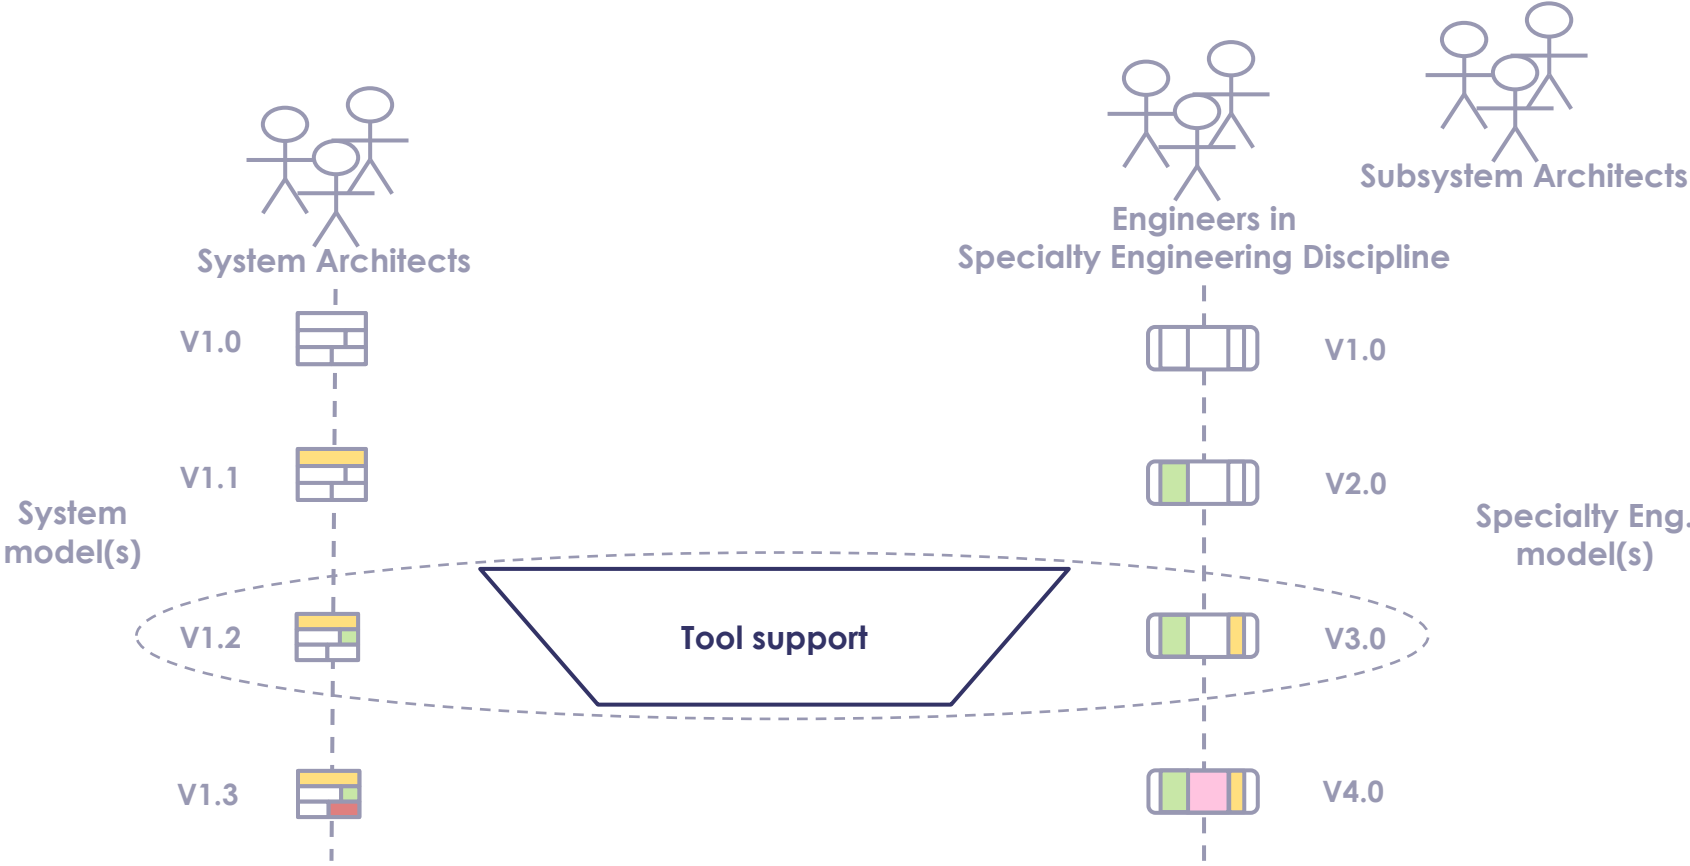 Subsystem Architects
Engineers in
Specialty Engineering Discipline
System Architects
V1.0
V1.0
V1.1
V2.0
System
model(s)
Specialty Eng.
model(s)
V1.2
Tool support
V3.0
V1.3
V4.0